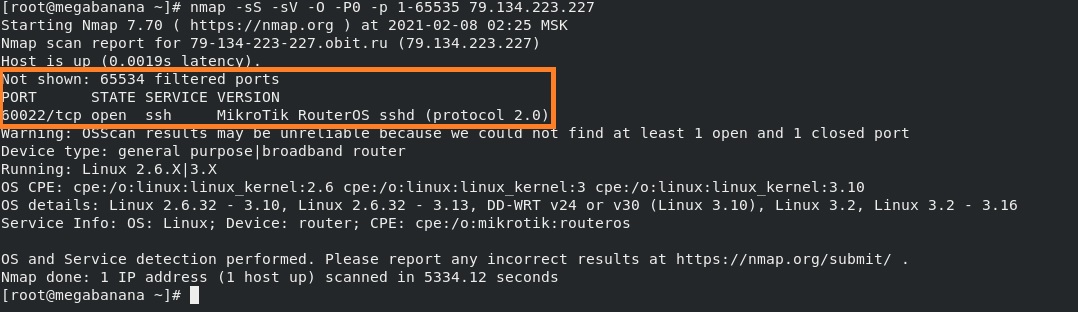 [root@megabanana ~]# nmap -sS -sV -O -P0 -p 1-65535 79.134.223.227
Starting Nmap 7.70 ( https://nmap.org ) at 2021-02-08 02:25 MSK
Nmap scan report for 79-134-223-227.obit.ru (79.134.223.227)
Host is up (0.0019s latency).
Not shown: 65534 filtered ports
PORT      STATE SERVICE VERSION
60022/tcp open  ssh     MikroTik RouterOS sshd (protocol 2.0)
Warning: OSScan results may be unreliable because we could not find at least 1 open and 1 closed port
Device type: general purpose|broadband router
Running: Linux 2.6.X|3.X
OS CPE: cpe:/o:linux:linux_kernel:2.6 cpe:/o:linux:linux_kernel:3 cpe:/o:linux:linux_kernel:3.10
OS details: Linux 2.6.32 - 3.10, Linux 2.6.32 - 3.13, DD-WRT v24 or v30 (Linux 3.10), Linux 3.2, Linux 3.2 - 3.16
Service Info: OS: Linux; Device: router; CPE: cpe:/o:mikrotik:routeros
OS and Service detection performed. Please report any incorrect results at https://nmap.org/submit/ .
Nmap done: 1 IP address (1 host up) scanned in 5334.12 seconds
[root@megabanana ~]#